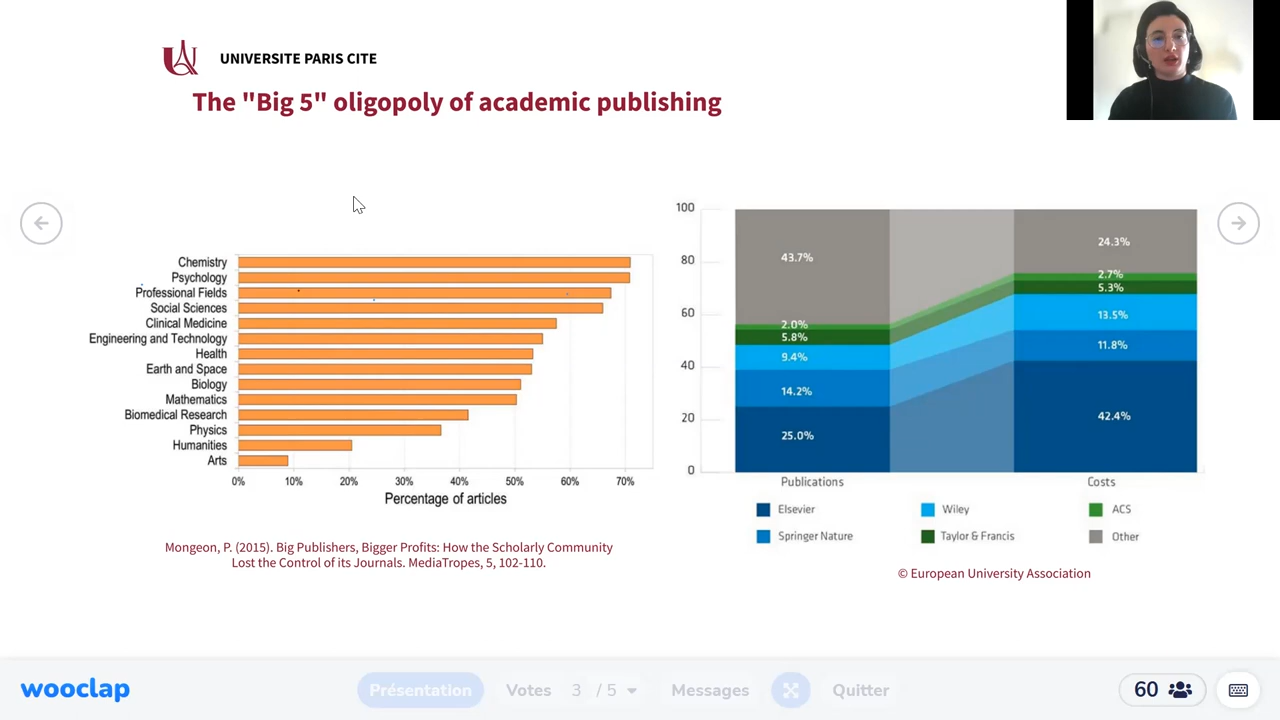 UNIVERSITE PARIS CITE
The "Big 5" oligopoly of academic publishing
Chemistry
Psychology
Professional Fields
Social Sciences
Clinical Medicine
Engineering and Technology
Health
Earth and Space
Biology
Mathematics
Biomedical Research
Physics
Humanities
Arts
0% 10% 20% 30% 40% 50% 60% 70%
Percentage of articles
Mongeon, P. (2015). Big Publishers, Bigger Profits: How the Scholarly Community
Lost the Control of its Journals. MediaTropes, 5, 102-110.
100
80
60
40
20
0
43.7%
2.0%
5.8%
9.4%
14.2%
25.0%
24.3%
2.7%
5.3%
13.5%
11.8%
42.4%
Publications Costs
Elsevier Wiley ACS
Springer Nature Taylor & Francis Other
© European University Association
wooclap Présentation Votes 3 / 5 Messages Quitter 60